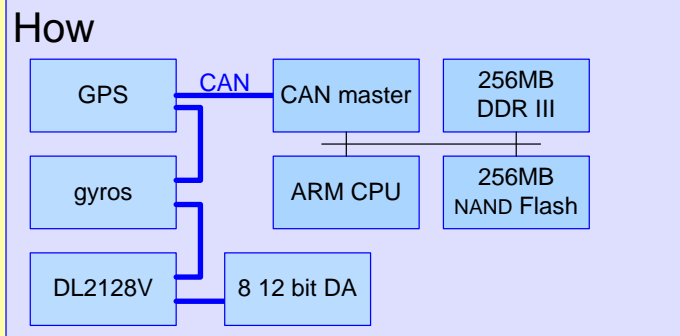 How
GPS
CAN
CAN master
256MB
DDR III
gyros
ARM CPU
256MB
NAND Flash
DL2128V
8 12 bit DA